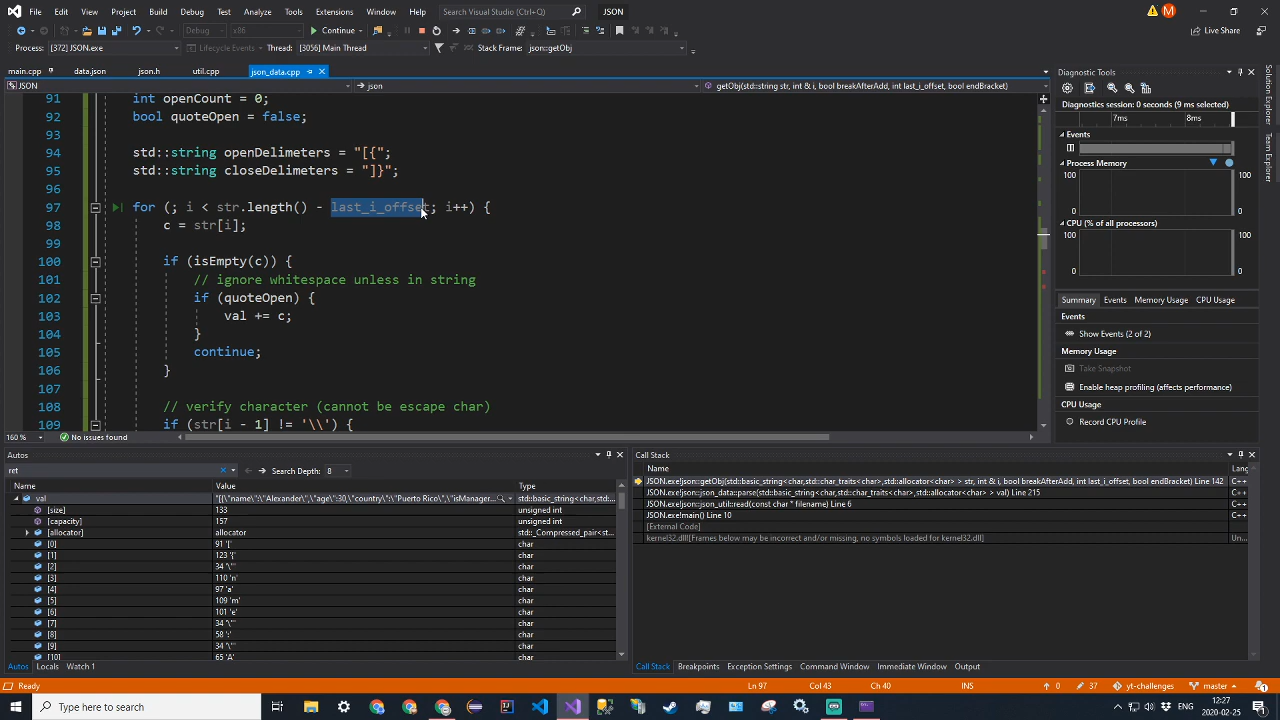 File Edit View Project Build Debug Test Analyze Tools Extensions Window Help Search Visual Studio (Ctrl+Q) JSON
Debug x86 Continue Live Share
Process: [372] JSON.exe Lifecycle Events Thread: [3056] Main Thread Stack Frame: json::getObj
main.cpp data.json json.h util.cpp json_data.cpp
JSON json getObj(std::string str, int & i, bool breakAfterAdd, int last_i_offset, bool endBracket)
91 int openCount = 0;
92 bool quoteOpen = false;
93
94 std::string openDelimeters = "[{";
95 std::string closeDelimeters = "]}";
96
97 for (; i < str.length() - last_i_offset; i++) {
98 c = str[i];
99
100 if (isEmpty(c)) {
101 // ignore whitespace unless in string
102 if (quoteOpen) {
103 val += c;
104 }
105 continue;
106 }
107
108 // verify character (cannot be escape char)
109 if (str[i - 1] != '\\') {
160 % No issues found
Diagnostic Tools
Diagnostics session: 0 seconds (9 ms selected)
7ms 8ms
Events
Process Memory
100 100
0 0
CPU (% of all processors)
100 100
0 0
Summary Events Memory Usage CPU Usage
Events
Show Events (2 of 2)
Memory Usage
Take Snapshot
Enable heap profiling (affects performance)
CPU Usage
Record CPU Profile
Solution Explorer
Team Explorer
Autos
ret Search Depth: 8
Name Value Type
val "[{\"name\":\"Alexander\",\"age\":30,\"country\":\"Puerto Rico\",\"isManager... std::basic_string<char,std:...
[size] 133 unsigned int
[capacity] 157 unsigned int
[allocator] allocator std::_Compressed_pair<st...
[0] 91 '[' char
[1] 123 '{' char
[2] 34 '\"' char
[3] 110 'n' char
[4] 97 'a' char
[5] 109 'm' char
[6] 101 'e' char
[7] 34 '\"' char
[8] 58 ':' char
[9] 34 '\"' char
[10] 65 'A' char
Autos Locals Watch 1
Call Stack
Name Lang
JSON.exe!json::getObj(std::basic_string<char,std::char_traits<char>,std::allocator<char> > str, int & i, bool breakAfterAdd, int last_i_offset, bool endBracket) Line 142 C++
JSON.exe!json::json_data::parse(std::basic_string<char,std::char_traits<char>,std::allocator<char> > val) Line 215 C++
JSON.exe!json::json_util::read(const char * filename) Line 6 C++
JSON.exe!main() Line 10 C++
[External Code]
kernel32.dll![Frames below may be incorrect and/or missing, no symbols loaded for kernel32.dll] Un...
Call Stack Breakpoints Exception Settings Command Window Immediate Window Output
Ready Ln 97 Col 43 Ch 40 INS 0 37 yt-challenges master
Type here to search 12:27
2020-02-25